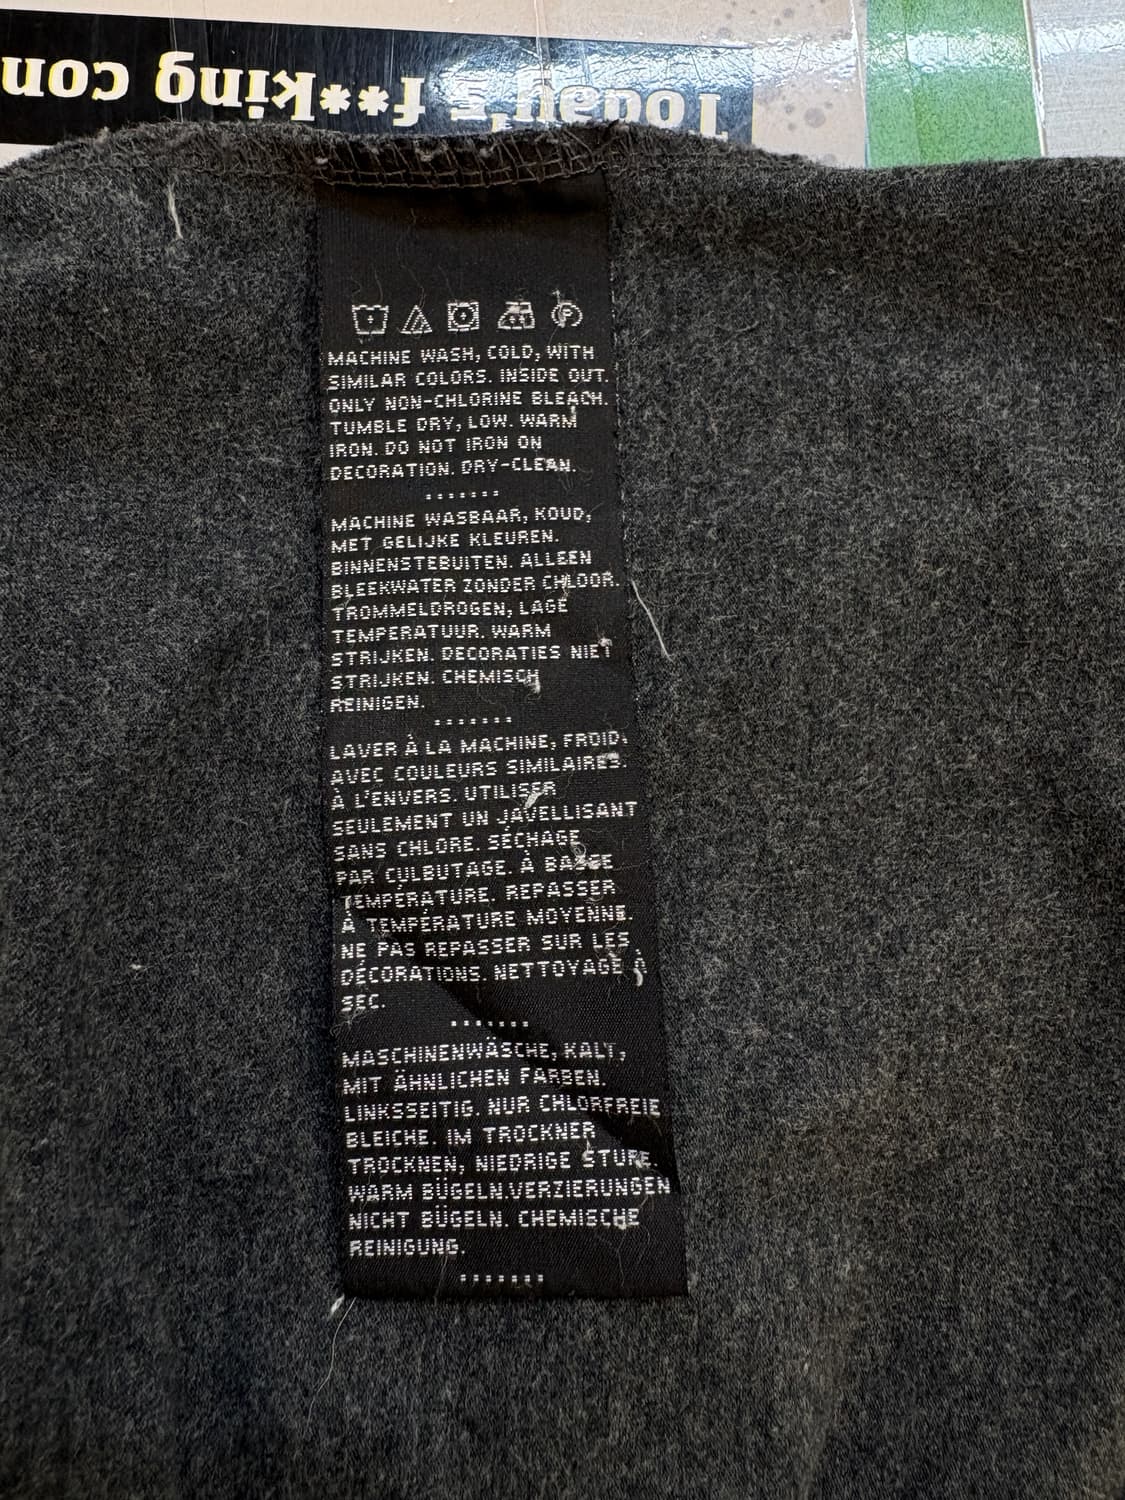 Today's f**king con
P
MACHINE WASH, COLD, WITH
SIMILAR COLORS. INSIDE OUT.
ONLY NON-CHLORINE BLEACH.
TUMBLE DRY, LOW. WARM
IRON. DO NOT IRON ON
DECORATION. DRY-CLEAN.
MACHINE WASBAAR, KOUD,
MET GELIJKE KLEUREN.
BINNENSTEBUITEN. ALLEEN
BLEEKWATER ZONDER CHLOOR.
TROMMELDROGEN, LAGE
TEMPERATUUR. WARM
STRIJKEN. DECORATIES NIET
STRIJKEN. CHEMISCH
REINIGEN.
LAVER À LA MACHINE, FROID,
AVEC COULEURS SIMILAIRES.
À L'ENVERS. UTILISER
SEULEMENT UN JAVELLISANT
SANS CHLORE. SÉCHAGE
PAR CULBUTAGE. À BASSE
TEMPÉRATURE. REPASSER
À TEMPÉRATURE MOYENNE.
NE PAS REPASSER SUR LES
DÉCORATIONS. NETTOYAGE À
SEC.
MASCHINENWÄSCHE, KALT,
MIT ÄHNLICHEN FARBEN.
LINKSSEITIG. NUR CHLORFREIE
BLEICHE. IM TROCKNER
TROCKNEN, NIEDRIGE STUFE.
WARM BÜGELN.VERZIERUNGEN
NICHT BÜGELN. CHEMISCHE
REINIGUNG.